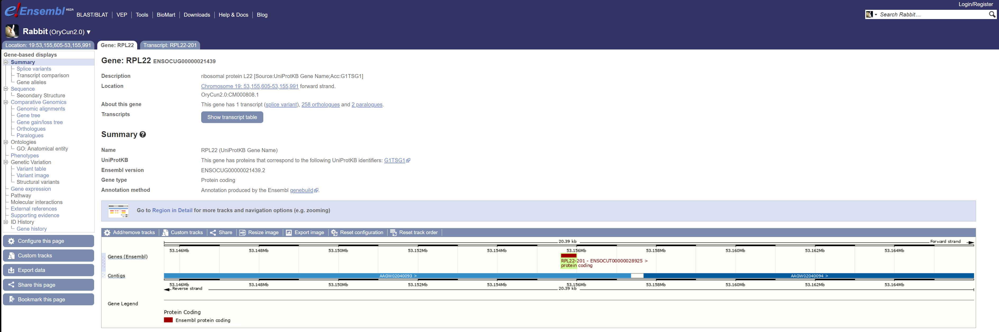 Login/Register
e!Ensembl ASIA
BLAST/BLAT VEP Tools BioMart Downloads Help & Docs Blog
Search Rabbit…
Rabbit (OryCun2.0) ▼
Location: 19:53,155,605-53,155,991 Gene: RPL22 Transcript: RPL22-201
Gene-based displays
Summary
Splice variants
Transcript comparison
Gene alleles
Sequence
Secondary Structure
Comparative Genomics
Genomic alignments
Gene tree
Gene gain/loss tree
Orthologues
Paralogues
Ontologies
GO: Anatomical entity
Phenotypes
Genetic Variation
Variant table
Variant image
Structural variants
Gene expression
Pathway
Molecular interactions
External references
Supporting evidence
ID History
Gene history
Configure this page
Custom tracks
Export data
Share this page
Bookmark this page
Gene: RPL22 ENSOCUG00000021439
Description ribosomal protein L22 [Source:UniProtKB Gene Name;Acc:G1TSG1]
Location Chromosome 19: 53,155,605-53,155,991 forward strand.
OryCun2.0:CM000808.1
About this gene This gene has 1 transcript (splice variant), 258 orthologues and 2 paralogues.
Transcripts Show transcript table
Summary ?
Name RPL22 (UniProtKB Gene Name)
UniProtKB This gene has proteins that correspond to the following UniProtKB identifiers: G1TSG1
Ensembl version ENSOCUG00000021439.2
Gene type Protein coding
Annotation method Annotation produced by the Ensembl genebuild.
Go to Region in Detail for more tracks and navigation options (e.g. zooming)
Add/remove tracks Custom tracks Share Resize image Export image Reset configuration Reset track order
20.39 kb Forward strand
53.146Mb 53.148Mb 53.150Mb 53.152Mb 53.154Mb 53.156Mb 53.158Mb 53.160Mb 53.162Mb 53.164Mb
Genes (Ensembl)
RPL22-201 - ENSOCUT00000028925 >
protein coding
Contigs AAGW02040093 > AAGW02040094 >
53.146Mb 53.148Mb 53.150Mb 53.152Mb 53.154Mb 53.156Mb 53.158Mb 53.160Mb 53.162Mb 53.164Mb
Reverse strand 20.39 kb
Gene Legend
Protein Coding
Ensembl protein coding